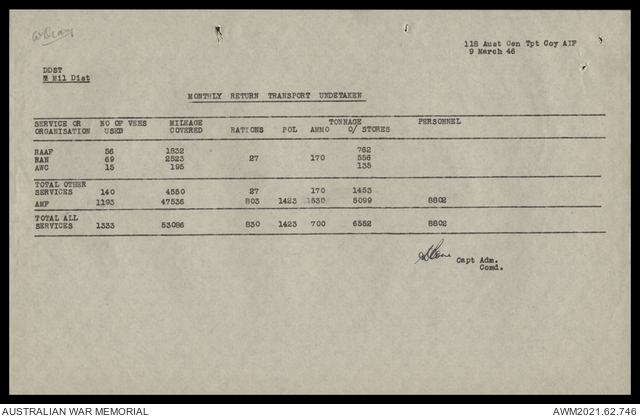 118 Aust Gen Tpt Coy AIF
9 March 46
DDST
Mil Dist
MONTHLY RETURN TRANSPORT UNDETAKEN
SERVICE OR ORGANISATION NO OF VEHS USED MILEAGE COVERED TONNAGE RATIONS POL AMMO O/ STORES PERSONNEL
RAAF 56 1832 762
RAN 69 2523 27 170 556
AWC 15 195 135
TOTAL OTHER
SERVICES 140 4550 27 170 1453
AMF 1193 47536 803 1423 5099 8802
TOTAL ALL
SERVICES 1333 53086 830 1423 700 6552 8802
Capt Adm.
Comd.
AUSTRALIAN WAR MEMORIAL
AWM2021.62.746